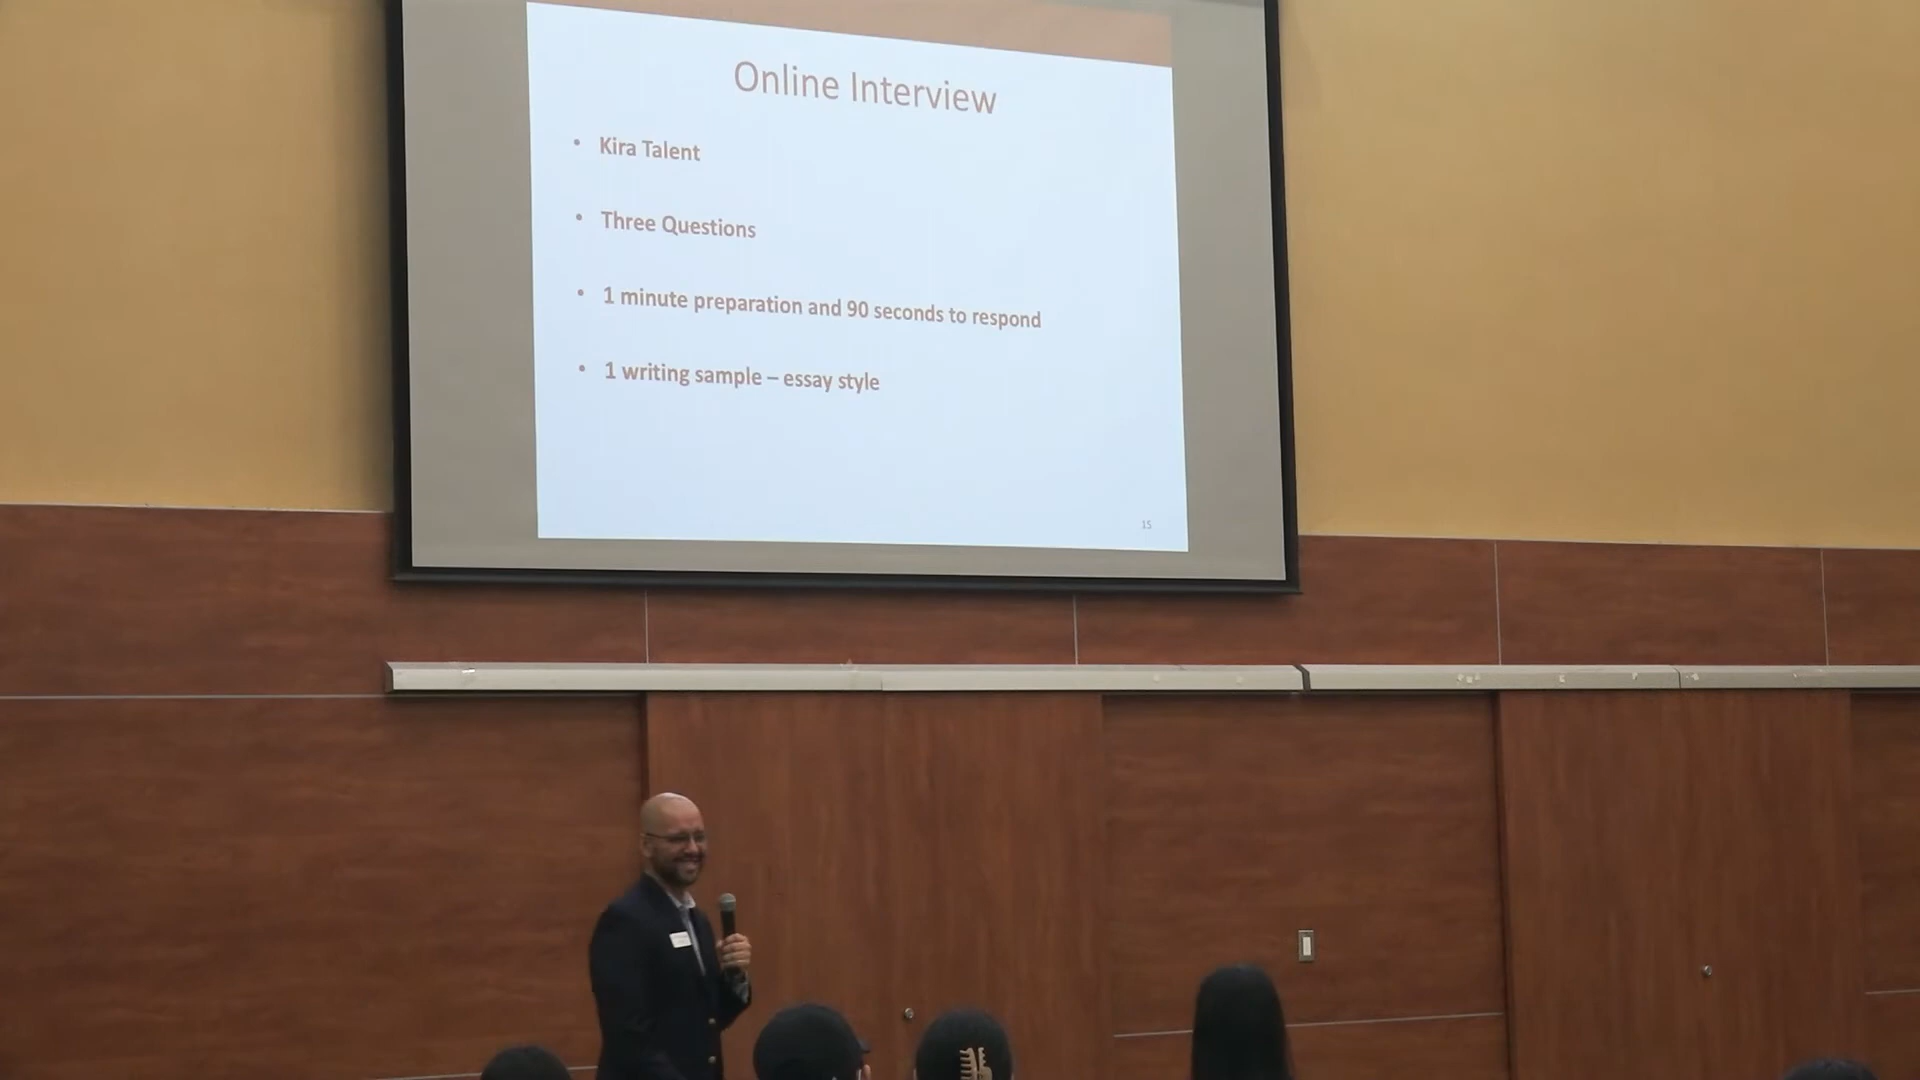 Online Interview
• Kira Talent
• Three Questions
• 1 minute preparation and 90 seconds to respond
• 1 writing sample – essay style
15